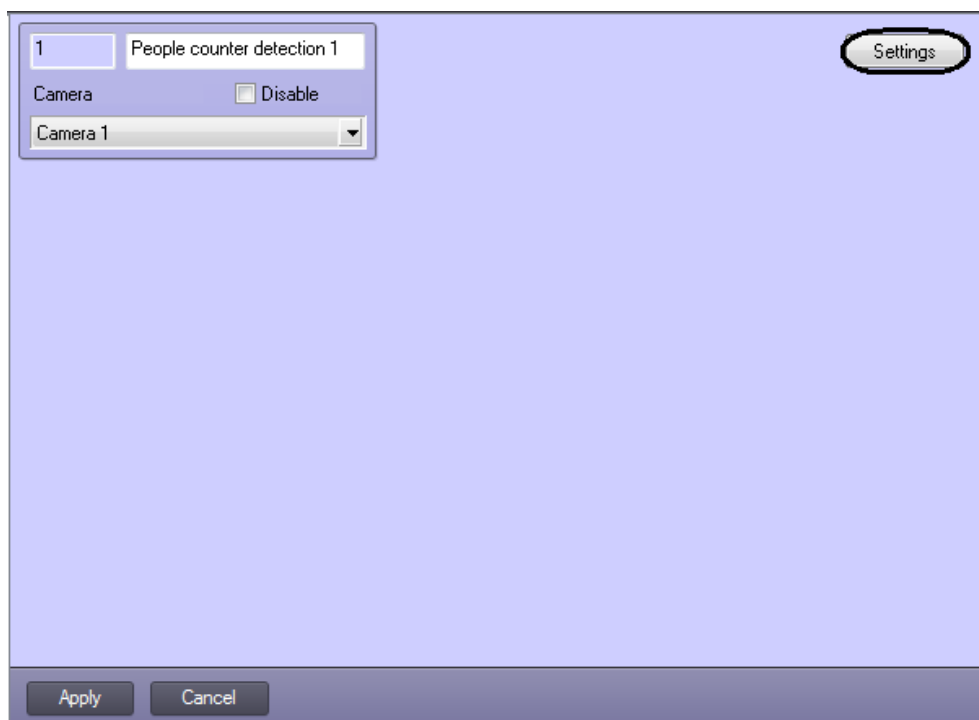 1 People counter detection 1
Settings
Camera Disable
Camera 1
Apply Cancel